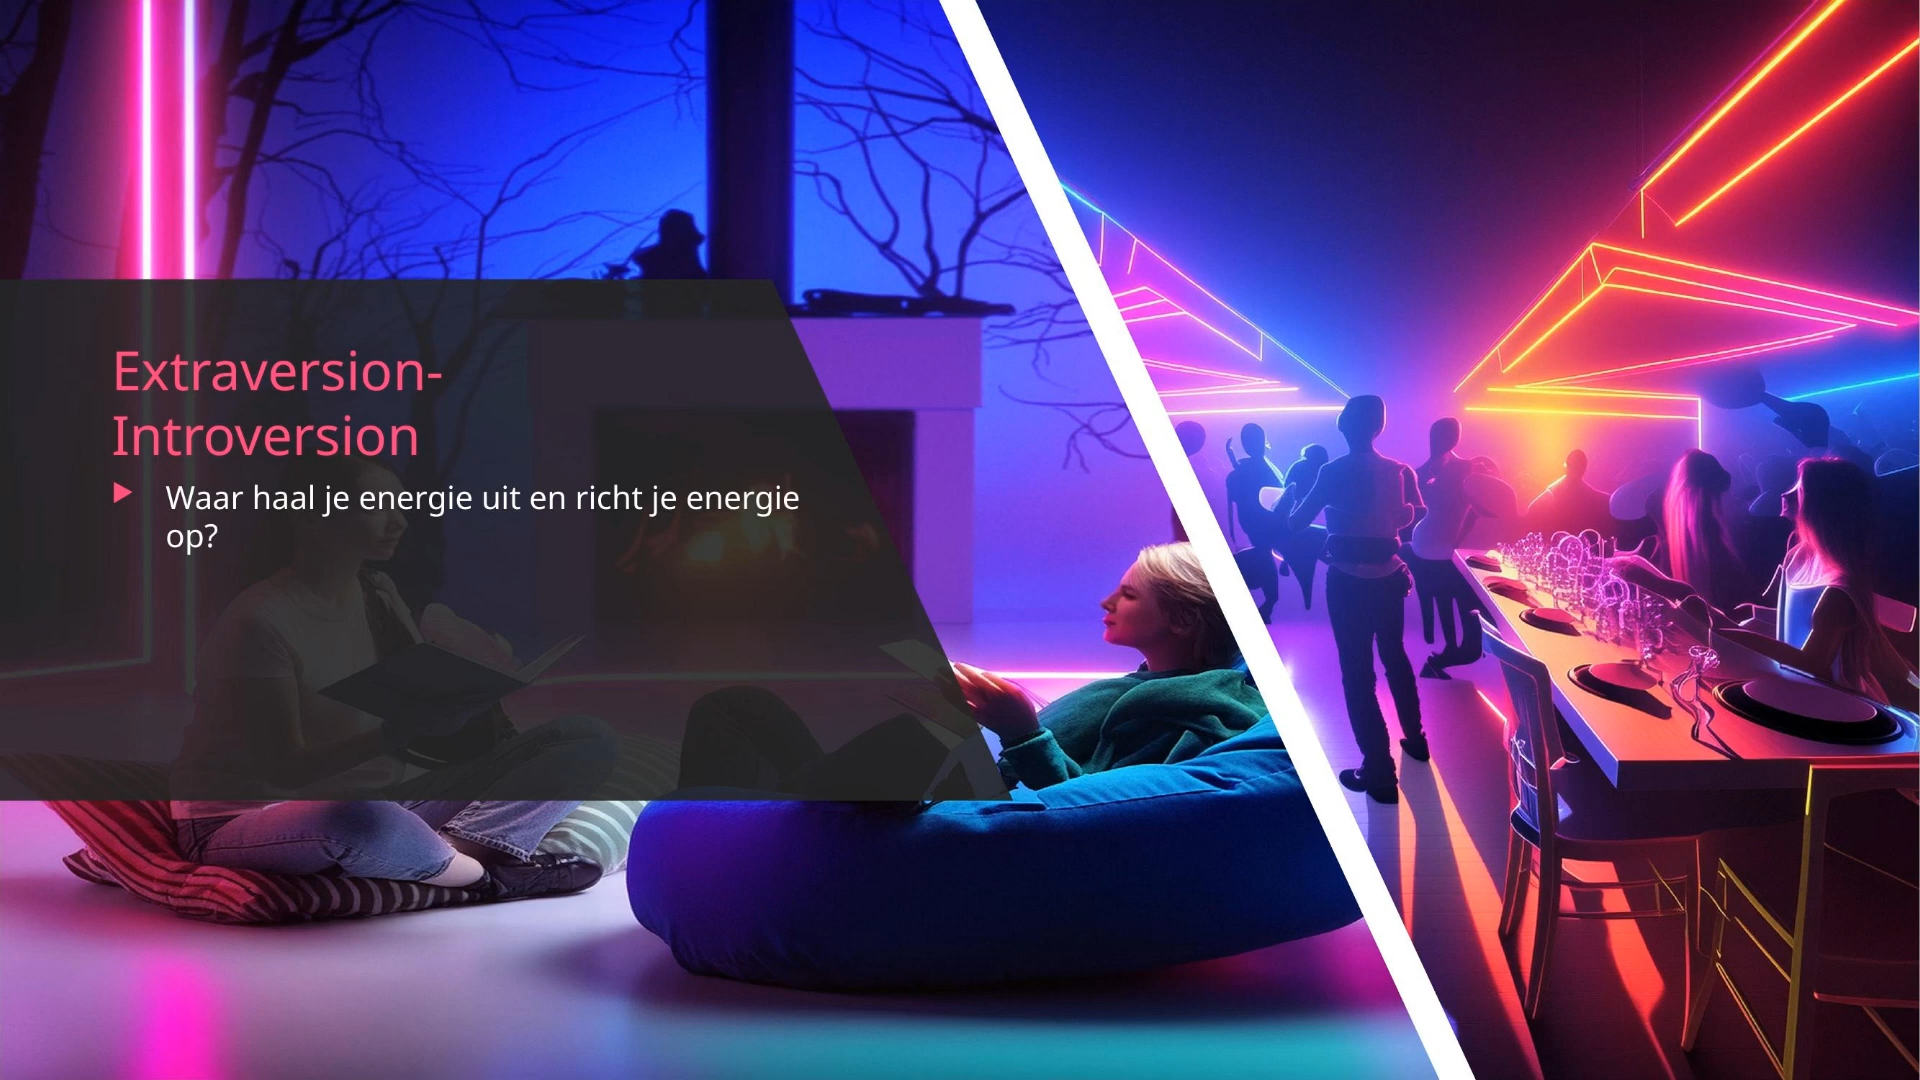 Extraversion-
Introversion
Waar haal je energie uit en richt je energie
op?